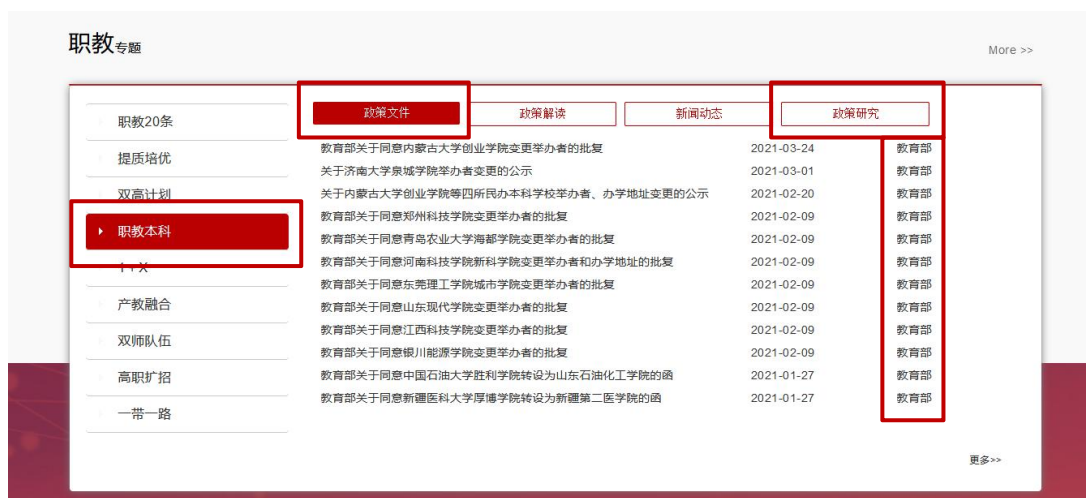 职教专题
More >>
职教20条
提质培优
双高计划
职教本科
1+X
产教融合
双师队伍
高职扩招
一带一路
政策文件 政策解读 新闻动态 政策研究
教育部关于同意内蒙古大学创业学院变更举办者的批复 2021-03-24 教育部
关于济南大学泉城学院举办者变更的公示 2021-03-01 教育部
关于内蒙古大学创业学院等四所民办本科学校举办者、办学地址变更的公示 2021-02-20 教育部
教育部关于同意郑州科技学院变更举办者的批复 2021-02-09 教育部
教育部关于同意青岛农业大学海都学院变更举办者的批复 2021-02-09 教育部
教育部关于同意河南科技学院新科学院变更举办者和办学地址的批复 2021-02-09 教育部
教育部关于同意东莞理工学院城市学院变更举办者的批复 2021-02-09 教育部
教育部关于同意山东现代学院变更举办者的批复 2021-02-09 教育部
教育部关于同意江西科技学院变更举办者的批复 2021-02-09 教育部
教育部关于同意银川能源学院变更举办者的批复 2021-02-09 教育部
教育部关于同意中国石油大学胜利学院转设为山东石油化工学院的函 2021-01-27 教育部
教育部关于同意新疆医科大学厚博学院转设为新疆第二医学院的函 2021-01-27 教育部
更多>>